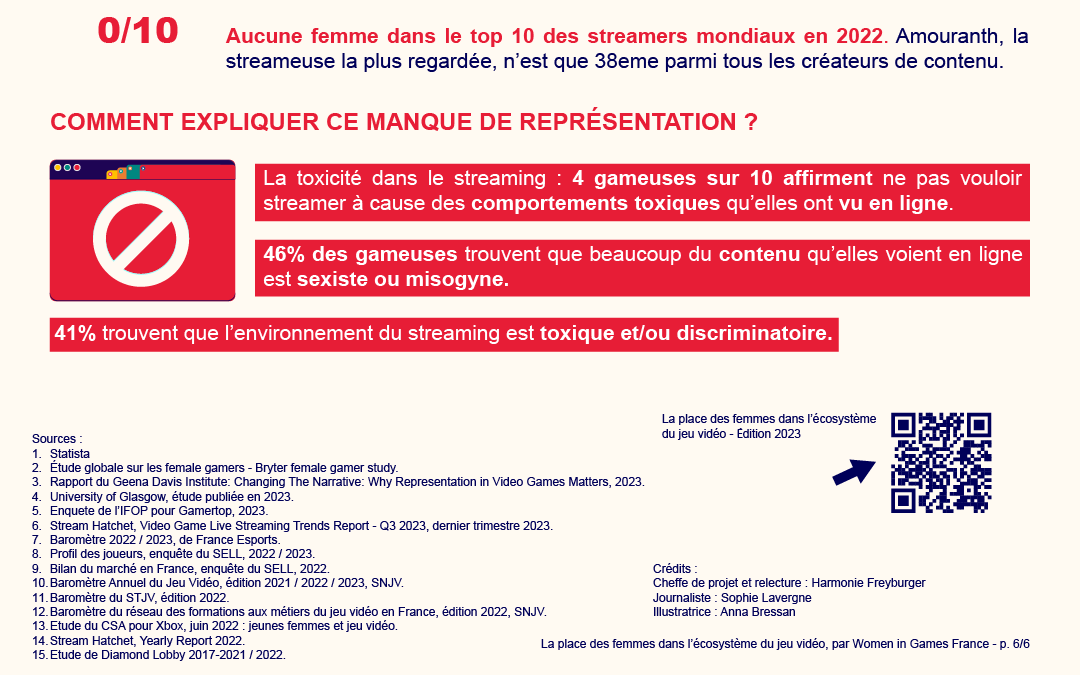 0/10
Aucune femme dans le top 10 des streamers mondiaux en 2022. Amouranth, la
streameuse la plus regardée, n’est que 38eme parmi tous les créateurs de contenu.
COMMENT EXPLIQUER CE MANQUE DE REPRÉSENTATION ?
La toxicité dans le streaming : 4 gameuses sur 10 affirment ne pas vouloir
streamer à cause des comportements toxiques qu’elles ont vu en ligne.
46% des gameuses trouvent que beaucoup du contenu qu’elles voient en ligne
est sexiste ou misogyne.
41% trouvent que l’environnement du streaming est toxique et/ou discriminatoire.
La place des femmes dans l’écosystème
du jeu vidéo - Édition 2023
Sources :
1. Statista
2. Étude globale sur les female gamers - Bryter female gamer study.
3. Rapport du Geena Davis Institute: Changing The Narrative: Why Representation in Video Games Matters, 2023.
4. University of Glasgow, étude publiée en 2023.
5. Enquete de l’IFOP pour Gamertop, 2023.
6. Stream Hatchet, Video Game Live Streaming Trends Report - Q3 2023, dernier trimestre 2023.
7. Baromètre 2022 / 2023, de France Esports.
8. Profil des joueurs, enquête du SELL, 2022 / 2023.
9. Bilan du marché en France, enquête du SELL, 2022.
10. Baromètre Annuel du Jeu Vidéo, édition 2021 / 2022 / 2023, SNJV.
11. Baromètre du STJV, édition 2022.
12. Baromètre du réseau des formations aux métiers du jeu vidéo en France, édition 2022, SNJV.
13. Etude du CSA pour Xbox, juin 2022 : jeunes femmes et jeu vidéo.
14. Stream Hatchet, Yearly Report 2022.
15. Etude de Diamond Lobby 2017-2021 / 2022.
Crédits :
Cheffe de projet et relecture : Harmonie Freyburger
Journaliste : Sophie Lavergne
Illustratrice : Anna Bressan
La place des femmes dans l’écosystème du jeu vidéo, par Women in Games France - p. 6/6